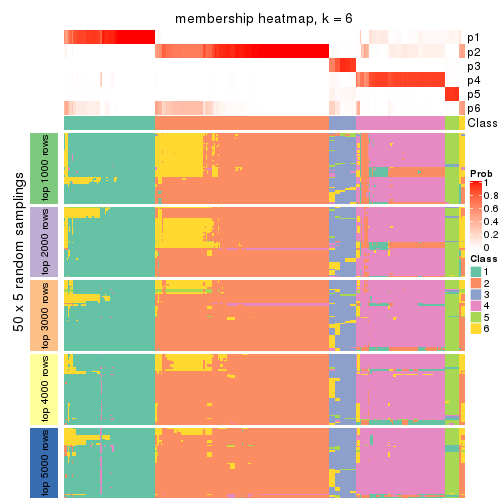 membership heatmap, k = 6
p1
p2
p3
p4
p5
p6
Class
50 x 5 random samplings
top 1000 rows
top 2000 rows
top 3000 rows
top 4000 rows
top 5000 rows
Prob
1
0.8
0.6
0.4
0.2
0
Class
1
2
3
4
5
6